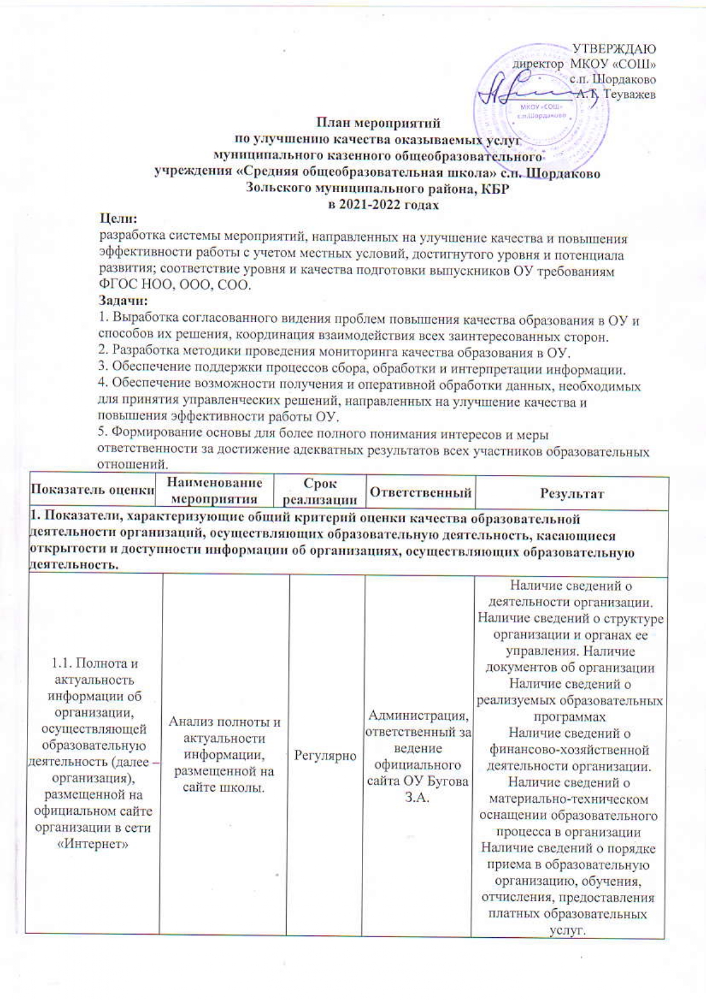 УТВЕРЖДАЮ
директор МКОУ «СОШ»
с.п. Шордаково
А.Т. Теуважев
МКОУ «СОШ»
с.п.Шордаково
План мероприятий
по улучшению качества оказываемых услуг
муниципального казенного общеобразовательного
учреждения «Средняя общеобразовательная школа» с.п. Шордаково
Зольского муниципального района, КБР
в 2021-2022 годах
Цели:
разработка системы мероприятий, направленных на улучшение качества и повышения
эффективности работы с учетом местных условий, достигнутого уровня и потенциала
развития; соответствие уровня и качества подготовки выпускников ОУ требованиям
ФГОС НОО, ООО, СОО.
Задачи:
1. Выработка согласованного видения проблем повышения качества образования в ОУ и
способов их решения, координация взаимодействия всех заинтересованных сторон.
2. Разработка методики проведения мониторинга качества образования в ОУ.
3. Обеспечение поддержки процессов сбора, обработки и интерпретации информации.
4. Обеспечение возможности получения и оперативной обработки данных, необходимых
для принятия управленческих решений, направленных на улучшение качества и
повышения эффективности работы ОУ.
5. Формирование основы для более полного понимания интересов и меры
ответственности за достижение адекватных результатов всех участников образовательных
отношений.
Показатель оценки
Наименование
мероприятия
Срок
реализации
Ответственный
Результат
1. Показатели, характеризующие общий критерий оценки качества образовательной
деятельности организаций, осуществляющих образовательную деятельность, касающиеся
открытости и доступности информации об организациях, осуществляющих образовательную
деятельность.
1.1. Полнота и
актуальность
информации об
организации,
осуществляющей
образовательную
деятельность (далее –
организация),
размещенной на
официальном сайте
организации в сети
«Интернет»
Анализ полноты и
актуальности
информации,
размещенной на
сайте школы.
Регулярно
Администрация,
ответственный за
ведение
официального
сайта ОУ Бугова
З.А.
Наличие сведений о
деятельности организации.
Наличие сведений о структуре
организации и органах ее
управления. Наличие
документов об организации
Наличие сведений о
реализуемых образовательных
программах
Наличие сведений о
финансово-хозяйственной
деятельности организации.
Наличие сведений о
материально-техническом
оснащении образовательного
процесса в организации
Наличие сведений о порядке
приема в образовательную
организацию, обучения,
отчисления, предоставления
платных образовательных
услуг.